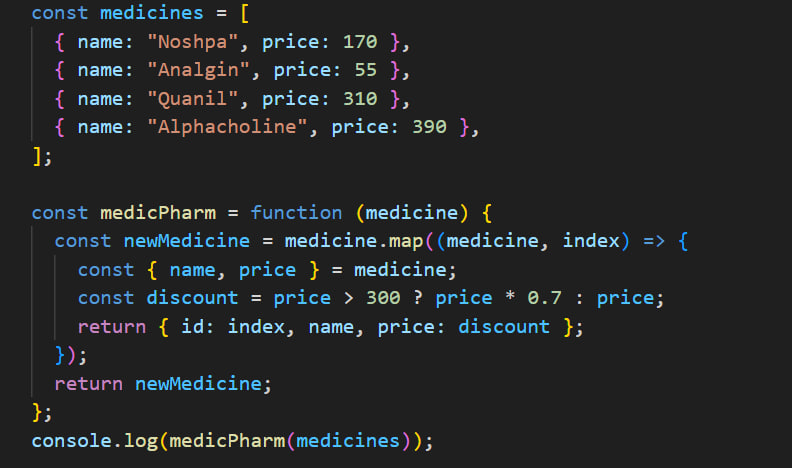 const medicines = [
  { name: "Noshpa", price: 170 },
  { name: "Analgin", price: 55 },
  { name: "Quanil", price: 310 },
  { name: "Alphacholine", price: 390 },
];

const medicPharm = function (medicine) {
  const newMedicine = medicine.map((medicine, index) => {
    const { name, price } = medicine;
    const discount = price > 300 ? price * 0.7 : price;
    return { id: index, name, price: discount };
  });
  return newMedicine;
};
console.log(medicPharm(medicines));